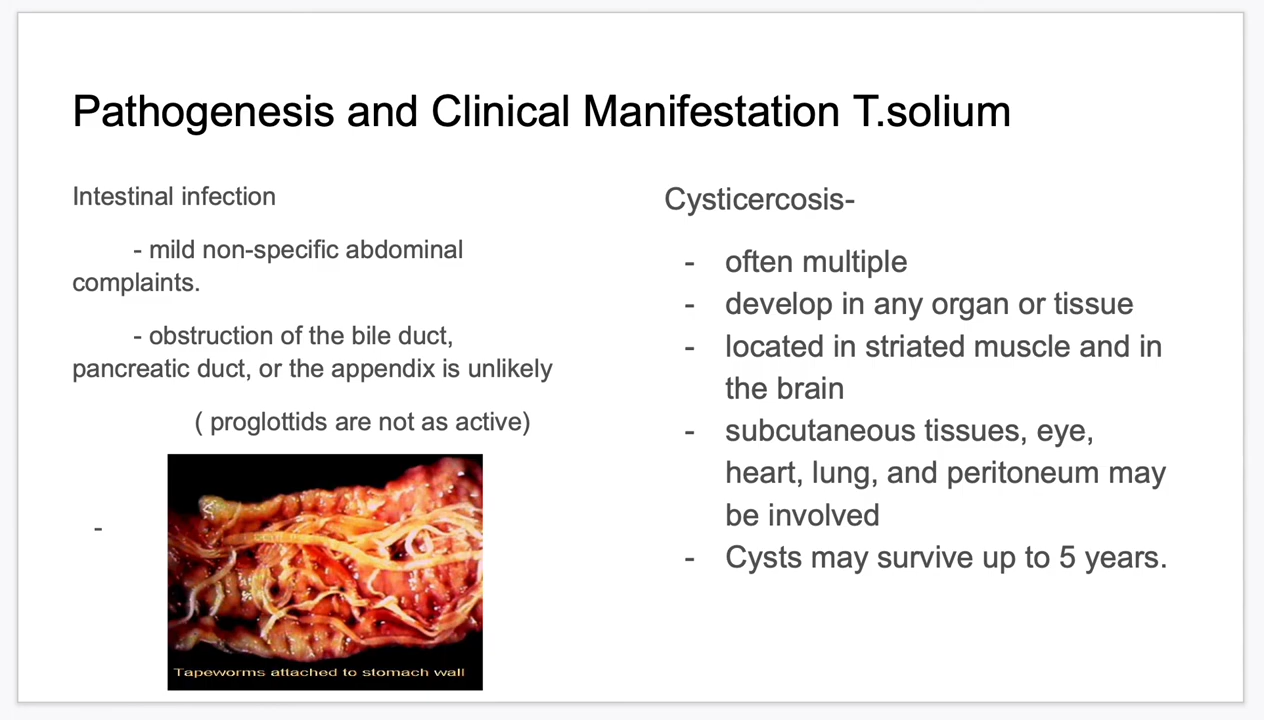 Pathogenesis and Clinical Manifestation T.solium
Intestinal infection
- mild non-specific abdominal
complaints.
- obstruction of the bile duct,
pancreatic duct, or the appendix is unlikely
( proglottids are not as active)
-
Tapeworms attached to stomach wall
Cysticercosis-
- often multiple
- develop in any organ or tissue
- located in striated muscle and in
the brain
- subcutaneous tissues, eye,
heart, lung, and peritoneum may
be involved
- Cysts may survive up to 5 years.